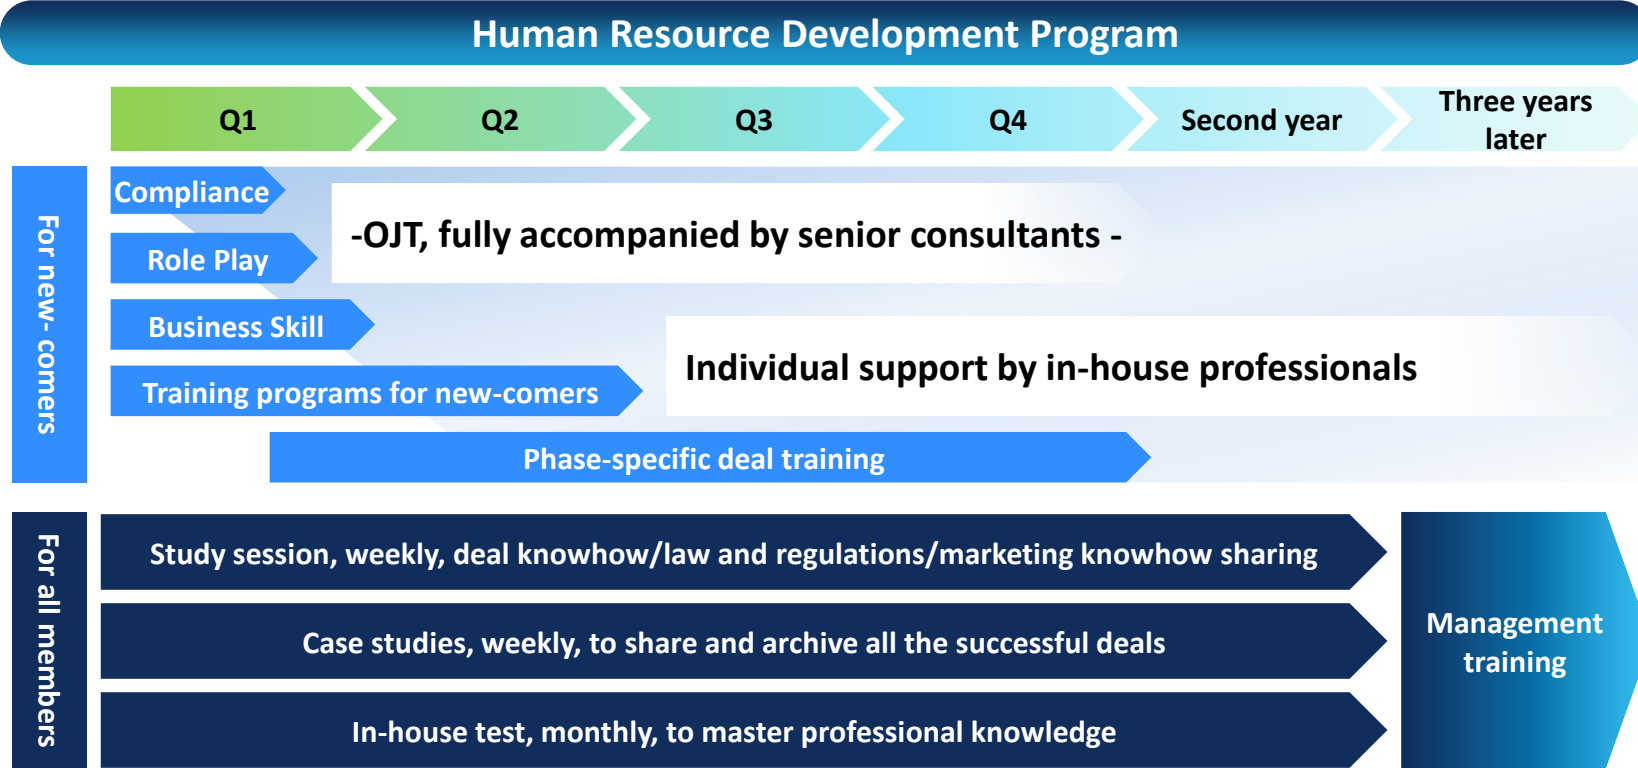 Human Resource Development Program
Q1
Q2
Q3
Q4
Second year
Three years
later
For new- comers
Compliance
Role Play
Business Skill
Training programs for new-comers
Phase-specific deal training
-OJT, fully accompanied by senior consultants -
Individual support by in-house professionals
For all members
Study session, weekly, deal knowhow/law and regulations/marketing knowhow sharing
Case studies, weekly, to share and archive all the successful deals
In-house test, monthly, to master professional knowledge
Management
training